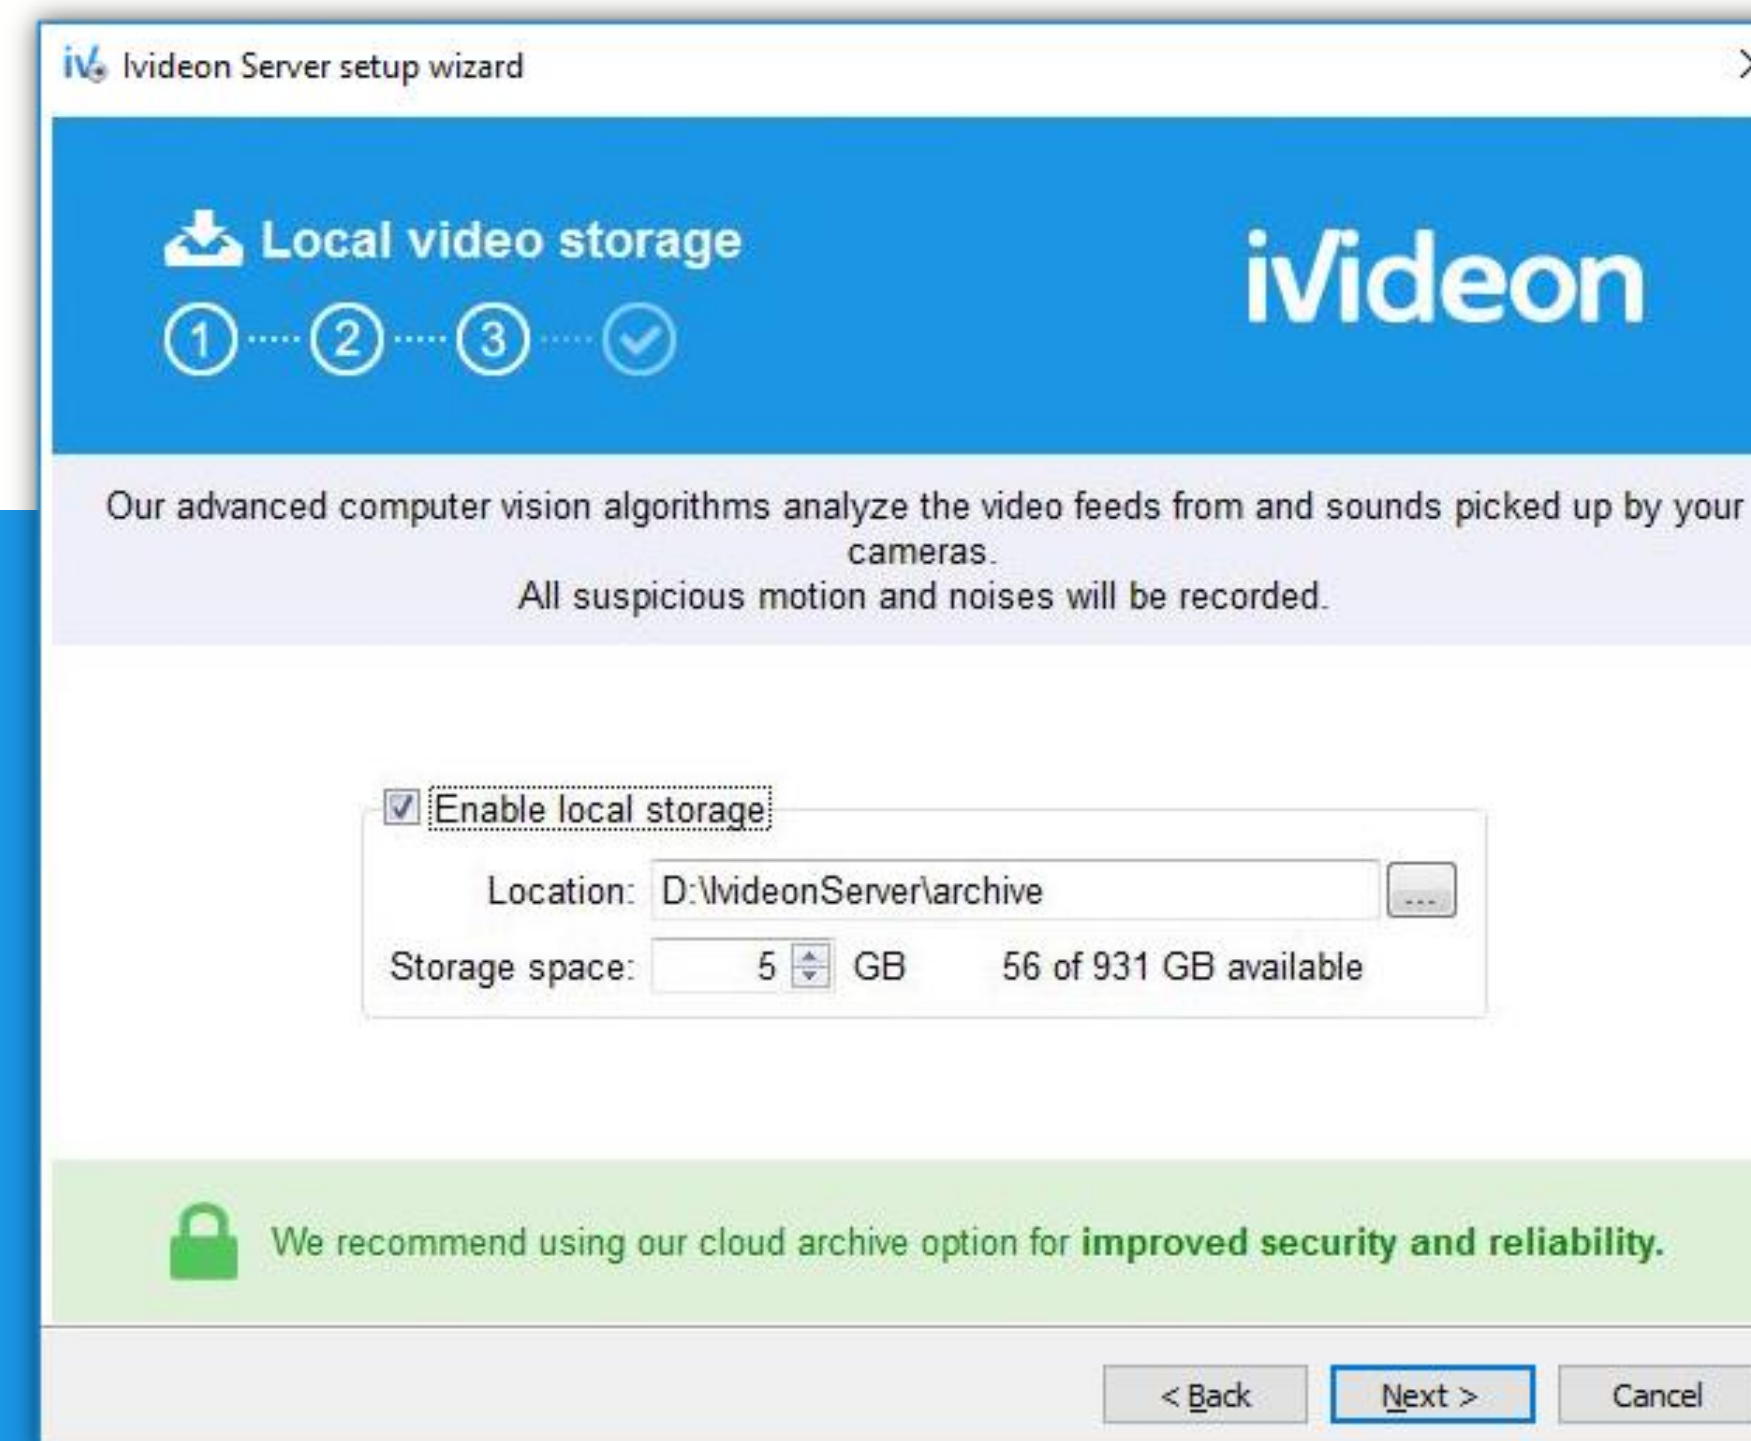 Ivideon Server setup wizard
Local video storage
iVideon
1 2 3
Our advanced computer vision algorithms analyze the video feeds from and sounds picked up by your
cameras.
All suspicious motion and noises will be recorded.
Enable local storage
Location: D:\IvideonServer\archive ...
Storage space: 5 GB 56 of 931 GB available
We recommend using our cloud archive option for improved security and reliability.
< Back Next > Cancel